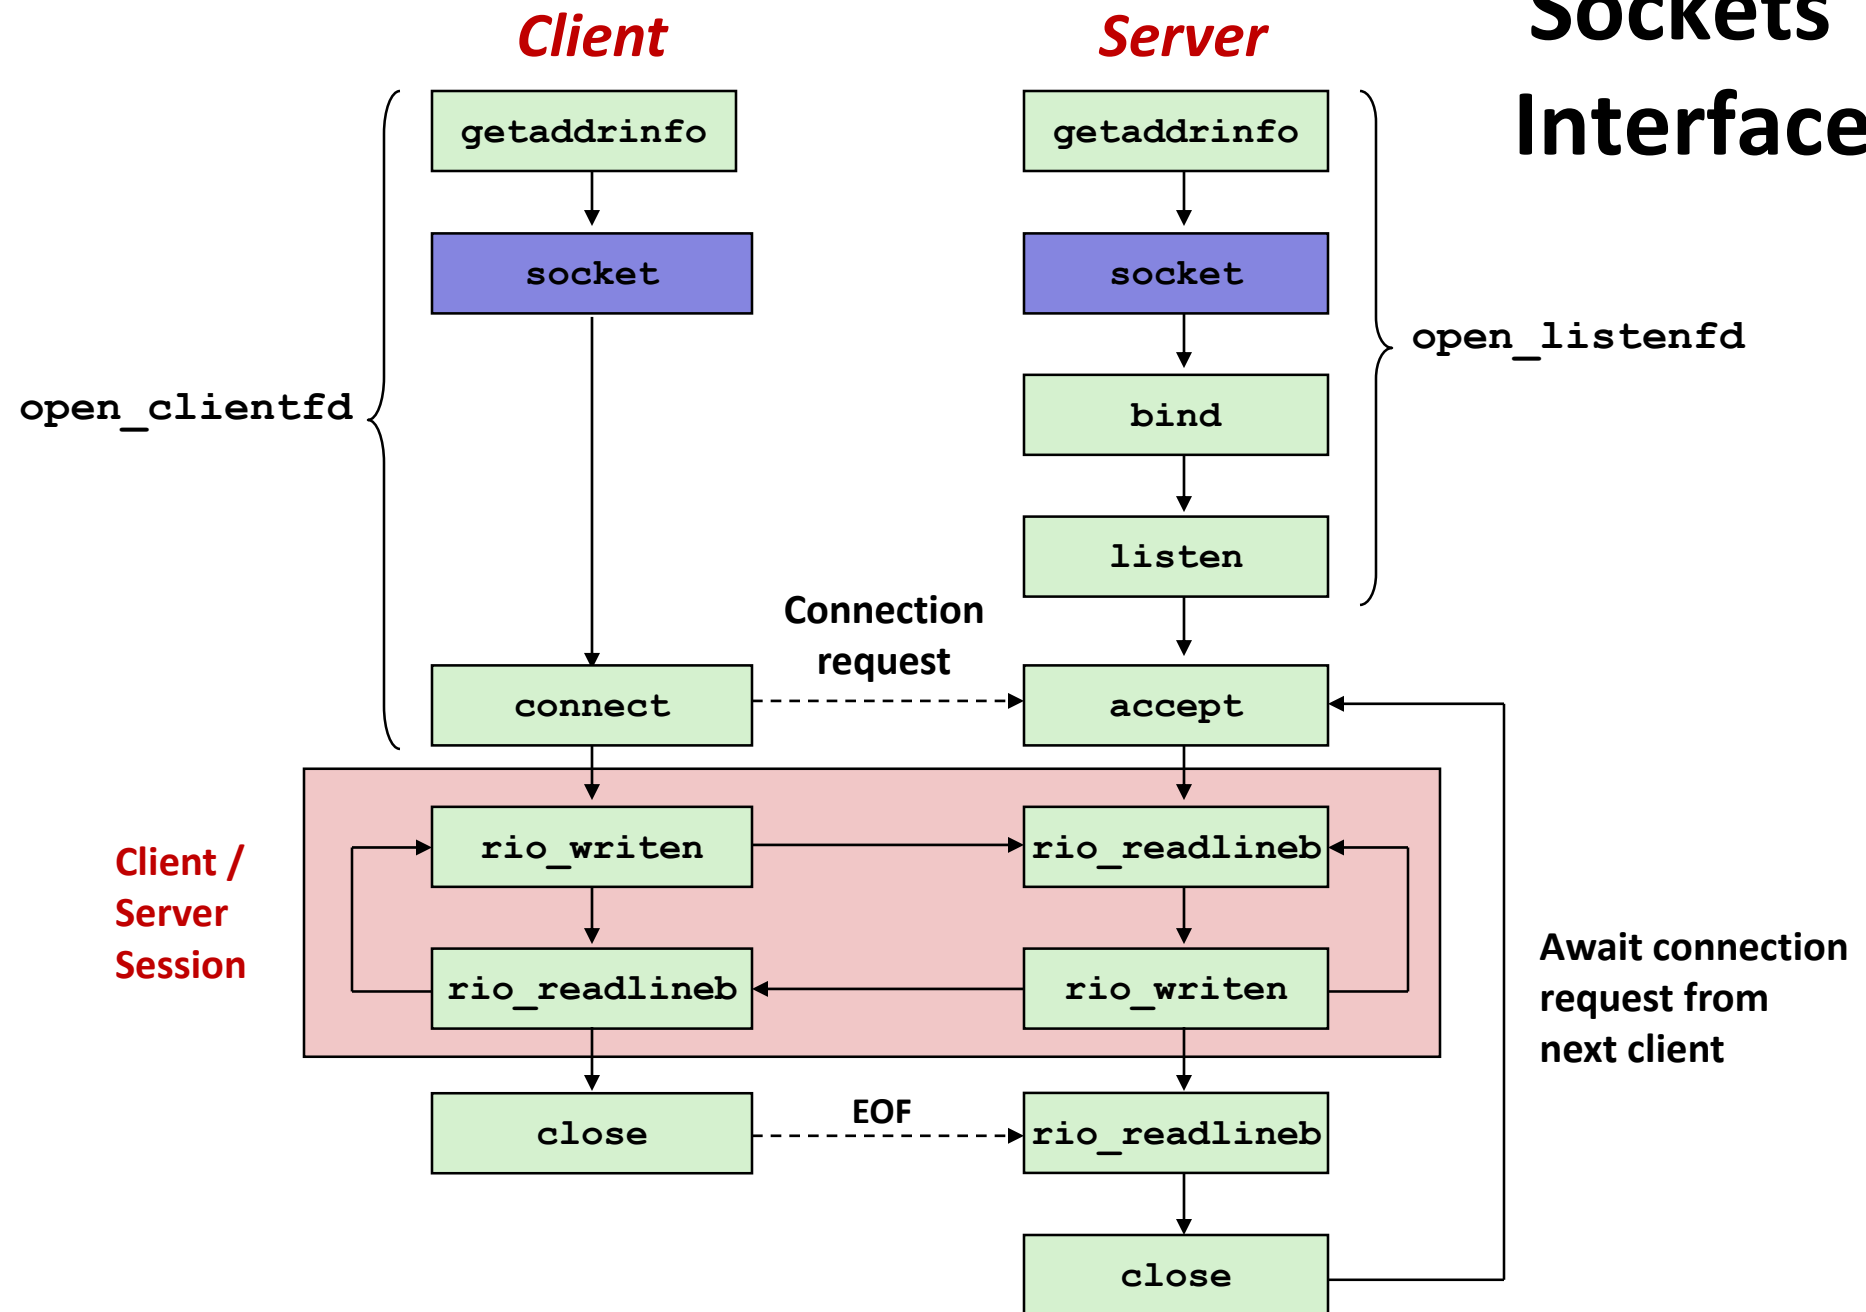 Sockets
Interface
Client
Server
getaddrinfo
getaddrinfo
socket
socket
open_listenfd
open_clientfd
bind
listen
Connection
request
connect
accept
Client /
Server
Session
rio_writen
rio_readlineb
rio_readlineb
rio_writen
Await connection
request from
next client
close
EOF
rio_readlineb
close